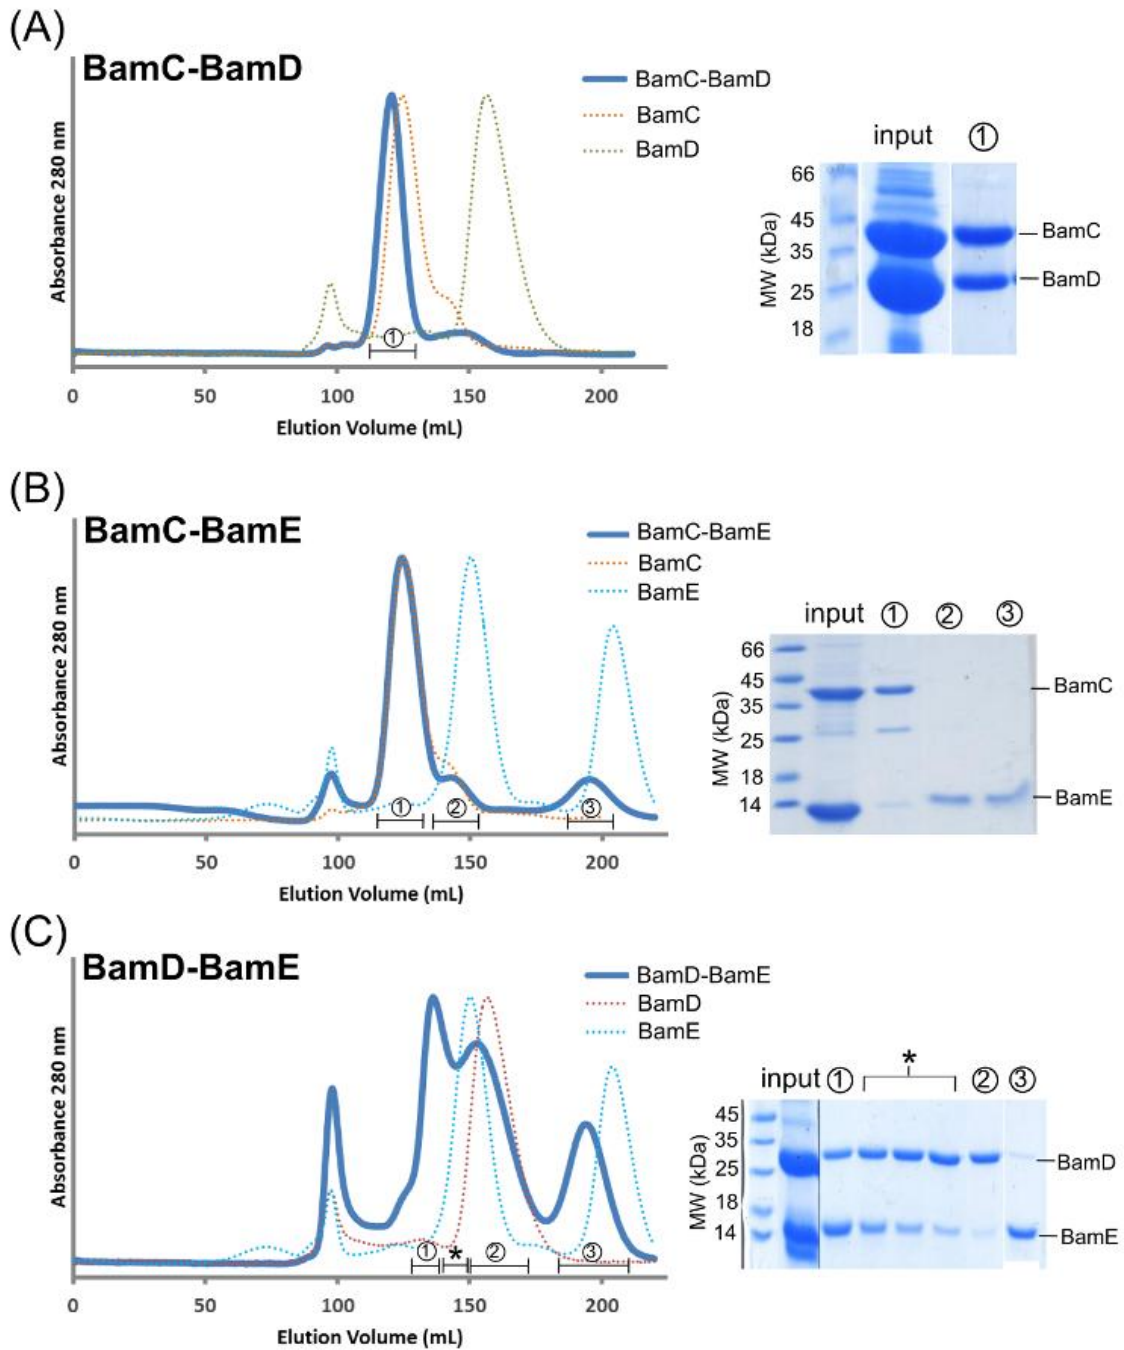 (A)
BamC-BamD
BamC-BamD
BamC
BamD
Absorbance 280 nm
①
0 50 100 150 200
Elution Volume (mL)
input ①
MW (kDa)
66
45
35
25
18
BamC
BamD
(B)
BamC-BamE
BamC-BamE
BamC
BamE
Absorbance 280 nm
① ② ③
0 50 100 150 200
Elution Volume (mL)
input ① ② ③
MW (kDa)
66
45
35
25
18
14
BamC
BamE
(C)
BamD-BamE
BamD-BamE
BamD
BamE
Absorbance 280 nm
① * ② ③
0 50 100 150 200
Elution Volume (mL)
*
input ① ② ③
MW (kDa)
45
35
25
18
14
BamD
BamE